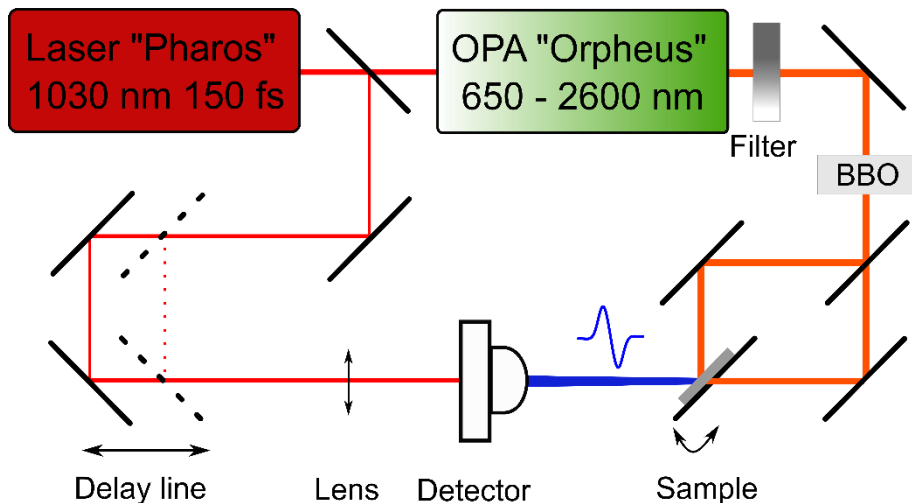 Laser "Pharos"
1030 nm 150 fs
OPA "Orpheus"
650 - 2600 nm
Filter
BBO
Delay line
Lens
Detector
Sample